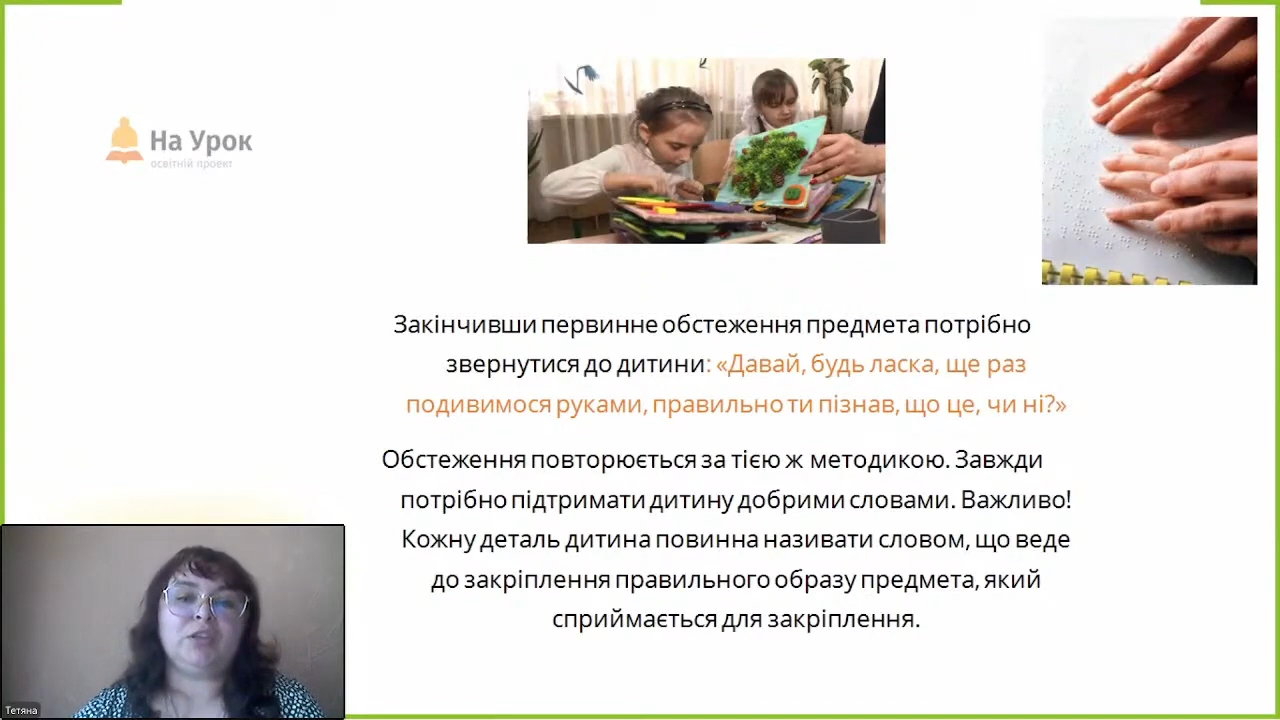 На Урок
освітній проект
Закінчивши первинне обстеження предмета потрібно
звернутися до дитини: «Давай, будь ласка, ще раз
подивимося руками, правильно ти пізнав, що це, чи ні?»
Обстеження повторюється за тією ж методикою. Завжди
потрібно підтримати дитину добрими словами. Важливо!
Кожну деталь дитина повинна називати словом, що веде
до закріплення правильного образу предмета, який
сприймається для закріплення.
Тетяна